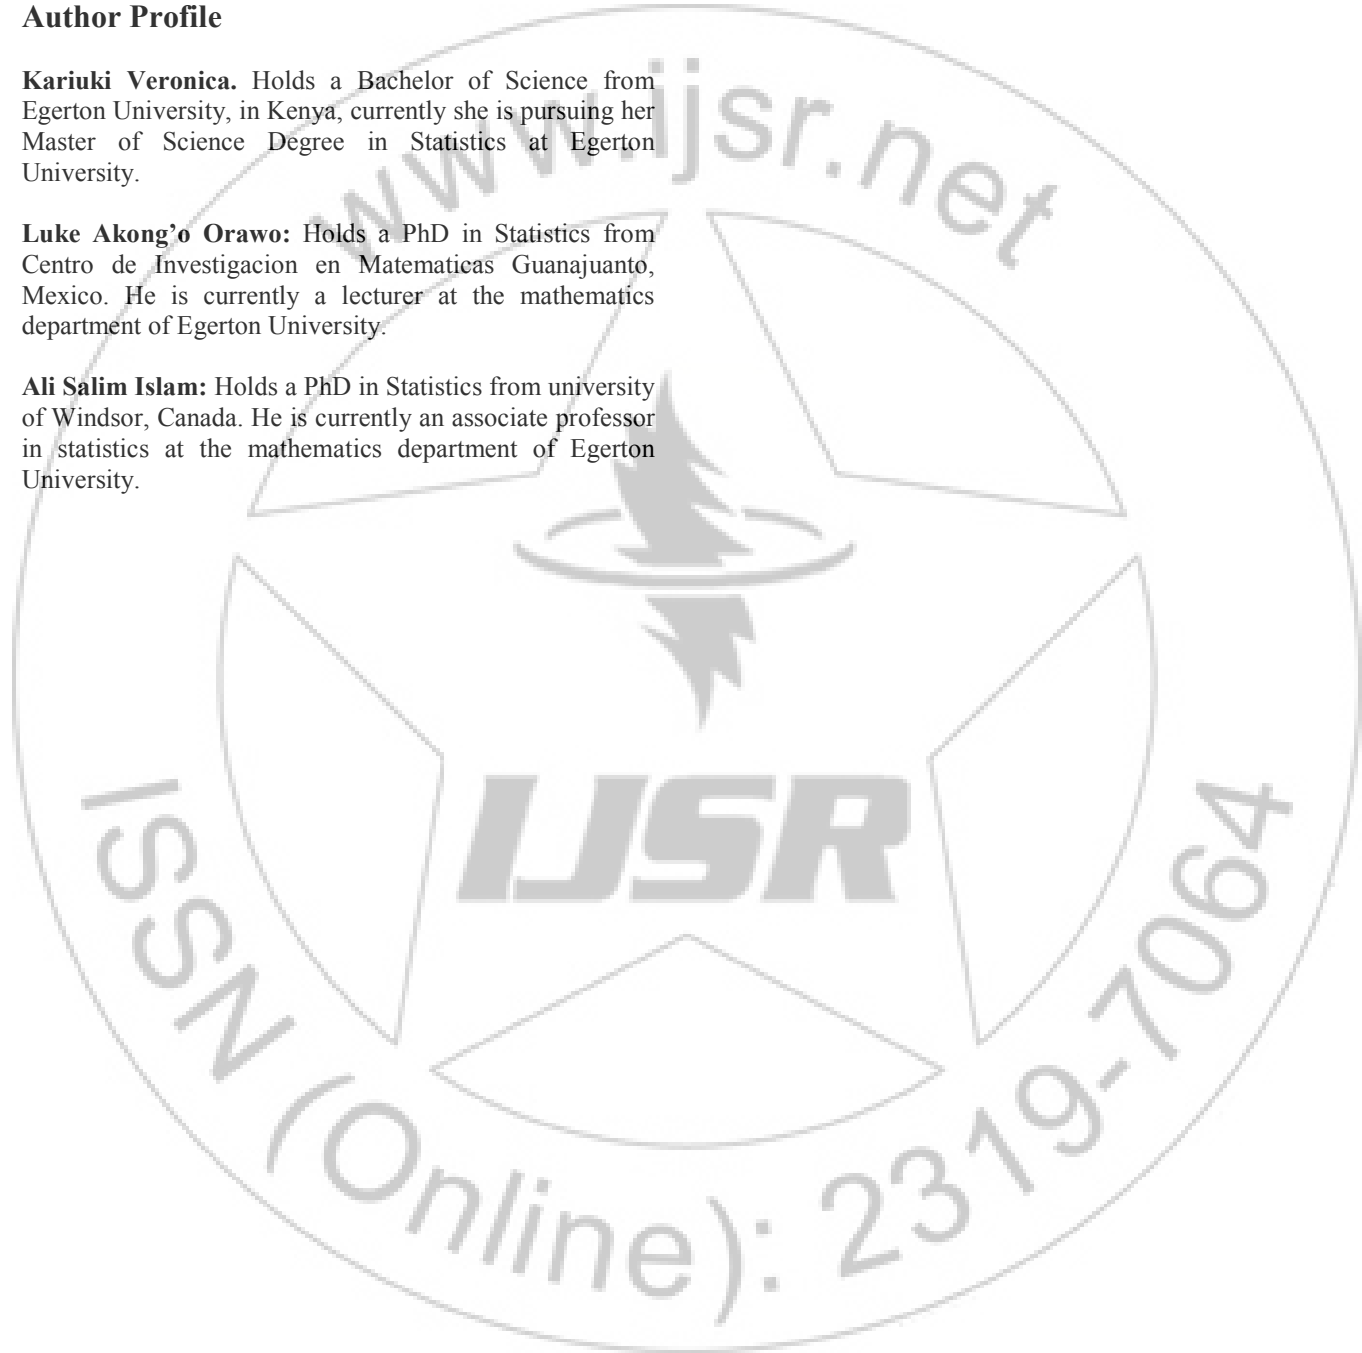 Author Profile
Kariuki Veronica. Holds a Bachelor of Science from
Egerton University, in Kenya, currently she is pursuing her
Master of Science Degree in Statistics at Egerton
University.
Luke Akong’o Orawo: Holds a PhD in Statistics from
Centro de Investigacion en Matematicas Guanajuanto,
Mexico. He is currently a lecturer at the mathematics
department of Egerton University.
Ali Salim Islam: Holds a PhD in Statistics from university
of Windsor, Canada. He is currently an associate professor
in statistics at the mathematics department of Egerton
University.
www.ijsr.net
IJSR
ISSN (Online): 2319-7064